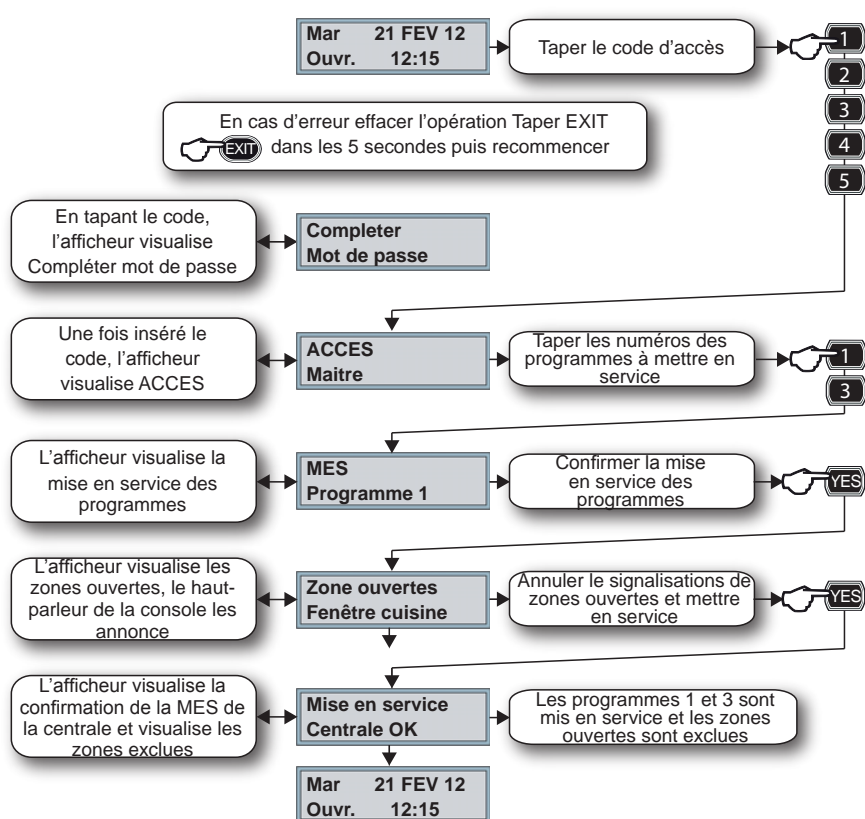 Mar 21 FEV 12
Ouvr. 12:15
Taper le code d'accès
1
2
3
4
5
En cas d'erreur effacer l'opération Taper EXIT
EXIT dans les 5 secondes puis recommencer
En tapant le code,
l'afficheur visualise
Compléter mot de passe
Completer
Mot de passe
Une fois inséré le
code, l'afficheur
visualise ACCES
ACCES
Maitre
Taper les numéros des
programmes à mettre en
service
1
3
L'afficheur visualise la
mise en service des
programmes
MES
Programme 1
Confirmer la mise
en service des
programmes
YES
L'afficheur visualise les
zones ouvertes, le haut-
parleur de la console les
annonce
Zone ouvertes
Fenêtre cuisine
Annuler le signalisations de
zones ouvertes et mettre
en service
YES
L'afficheur visualise la
confirmation de la MES de
la centrale et visualise les
zones exclues
Mise en service
Centrale OK
Les programmes 1 et 3 sont
mis en service et les zones
ouvertes sont exclues
Mar 21 FEV 12
Ouvr. 12:15